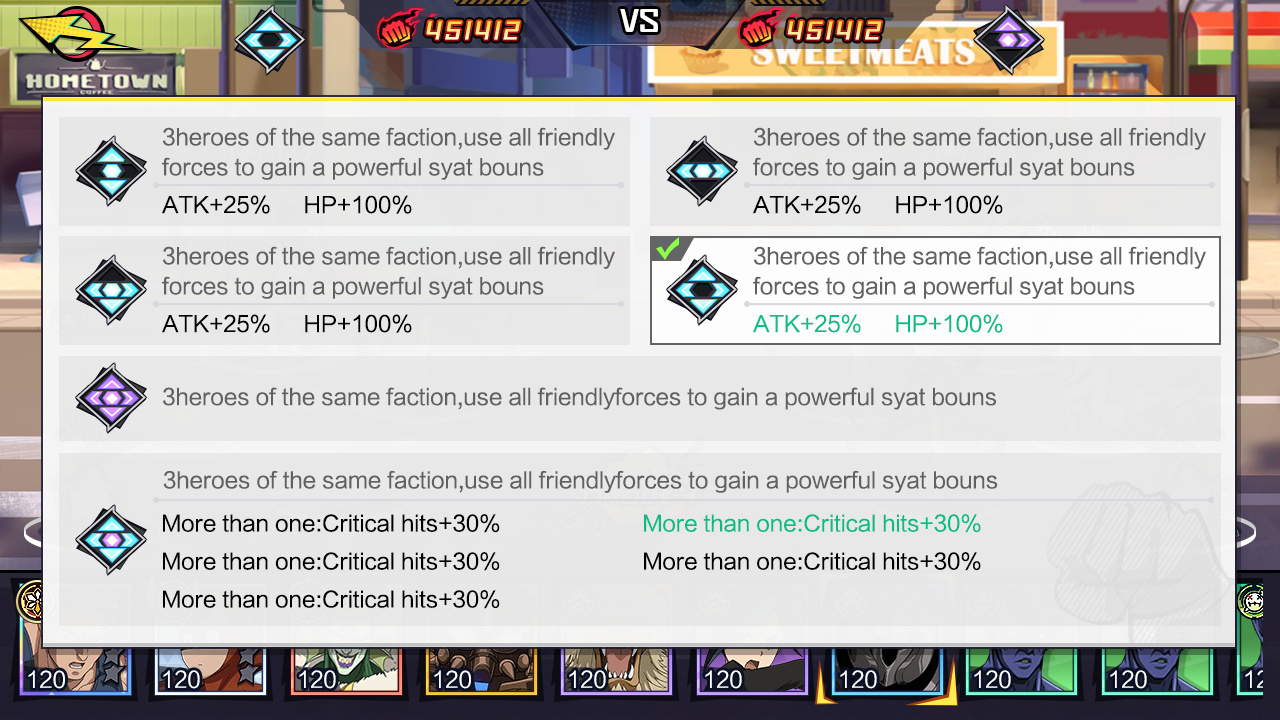 HOMETOWN
COFFEE
451412
VS
451412
SWEETMEATS
3heroes of the same faction,use all friendly
forces to gain a powerful syat bouns
ATK+25% HP+100%
3heroes of the same faction,use all friendly
forces to gain a powerful syat bouns
ATK+25% HP+100%
3heroes of the same faction,use all friendly
forces to gain a powerful syat bouns
ATK+25% HP+100%
3heroes of the same faction,use all friendly
forces to gain a powerful syat bouns
ATK+25% HP+100%
3heroes of the same faction,use all friendlyforces to gain a powerful syat bouns
3heroes of the same faction,use all friendlyforces to gain a powerful syat bouns
More than one:Critical hits+30%
More than one:Critical hits+30%
More than one:Critical hits+30%
More than one:Critical hits+30%
More than one:Critical hits+30%
120
120
120
120
120
120
120
120
120
12